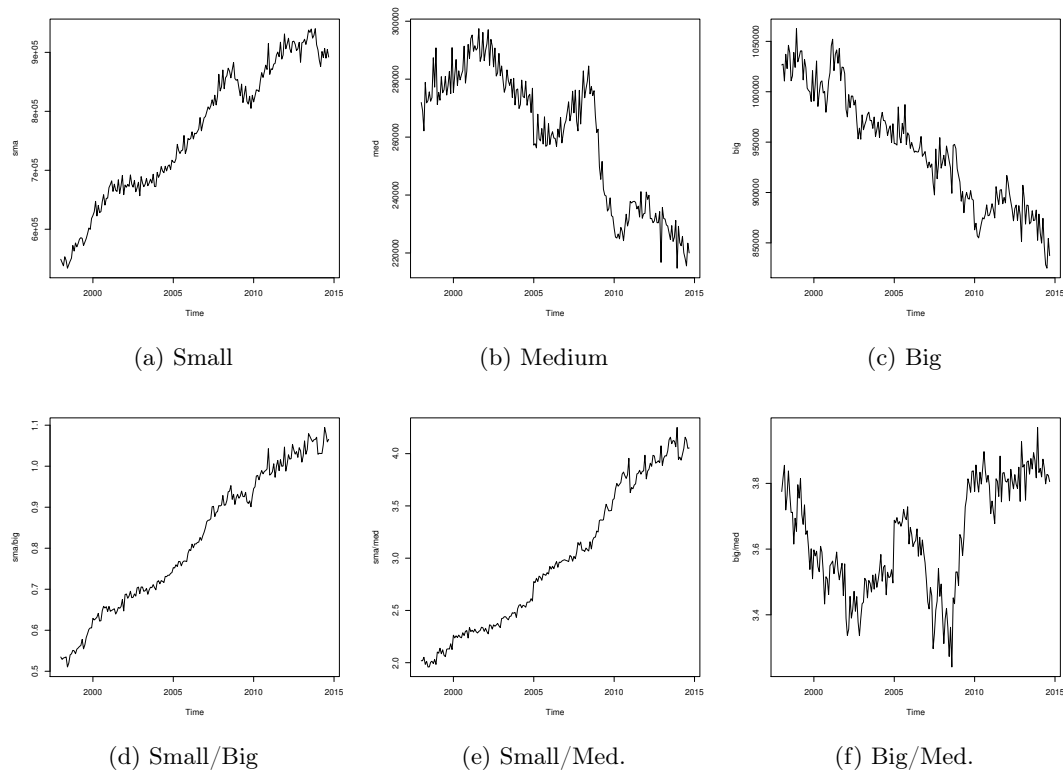 6e+05 7e+05 8e+05 9e+05
sma
2000 2005 2010 2015
Time
(a) Small
220000 240000 260000 280000 300000
med
2000 2005 2010 2015
Time
(b) Medium
850000 900000 950000 1000000 1050000
big
2000 2005 2010 2015
Time
(c) Big
0.5 0.6 0.7 0.8 0.9 1.0 1.1
sma/big
2000 2005 2010 2015
Time
(d) Small/Big
2.0 2.5 3.0 3.5 4.0
sma/med
2000 2005 2010 2015
Time
(e) Small/Med.
3.4 3.6 3.8
big/med
2000 2005 2010 2015
Time
(f) Big/Med.